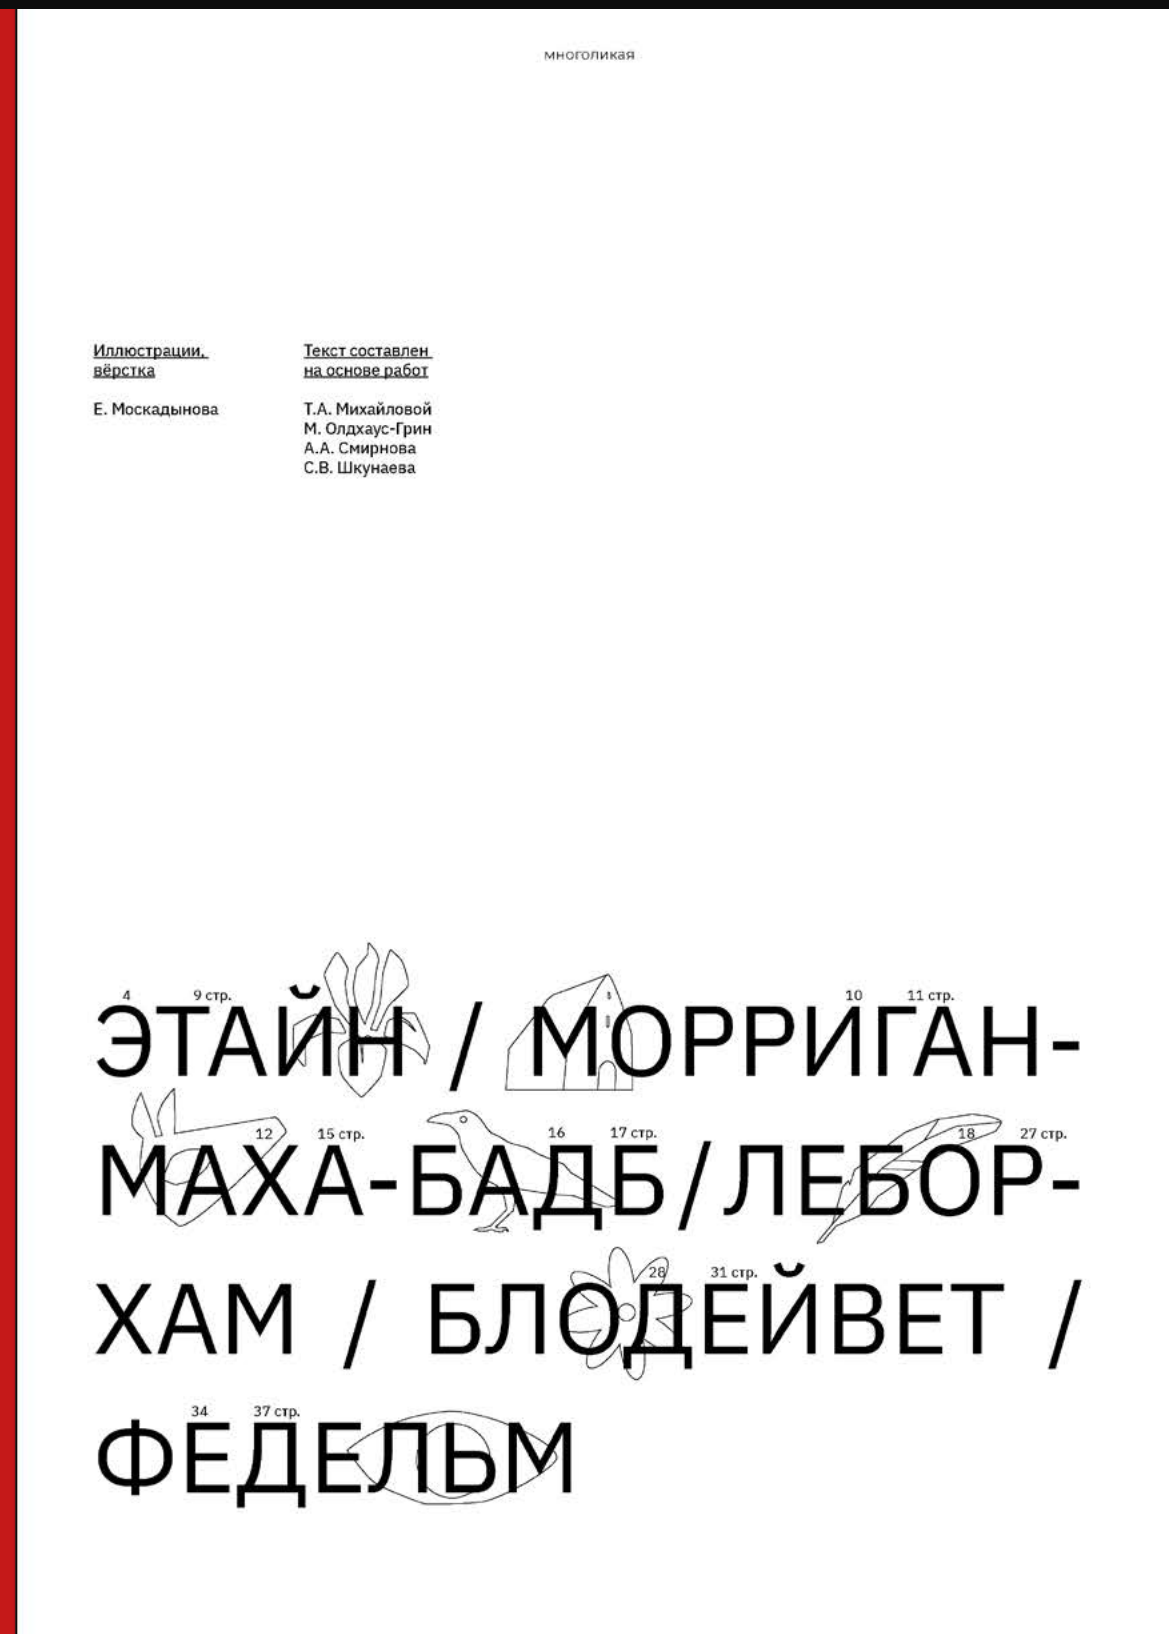 многоликая
Иллюстрации,
вёрстка
Е. Москадынова
Текст составлен
на основе работ
Т.А. Михайловой
М. Олдхаус-Грин
А.А. Смирнова
С.В. Шкунаева
4 9 стр. 10 11 стр.
ЭТАЙН / МОРРИГАН-
12 15 стр. 16 17 стр. 18 27 стр.
МАХА-БАДБ/ЛЕБОР-
28 31 стр.
ХАМ / БЛОДЕЙВЕТ /
34 37 стр.
ФЕДЕЛЬМ